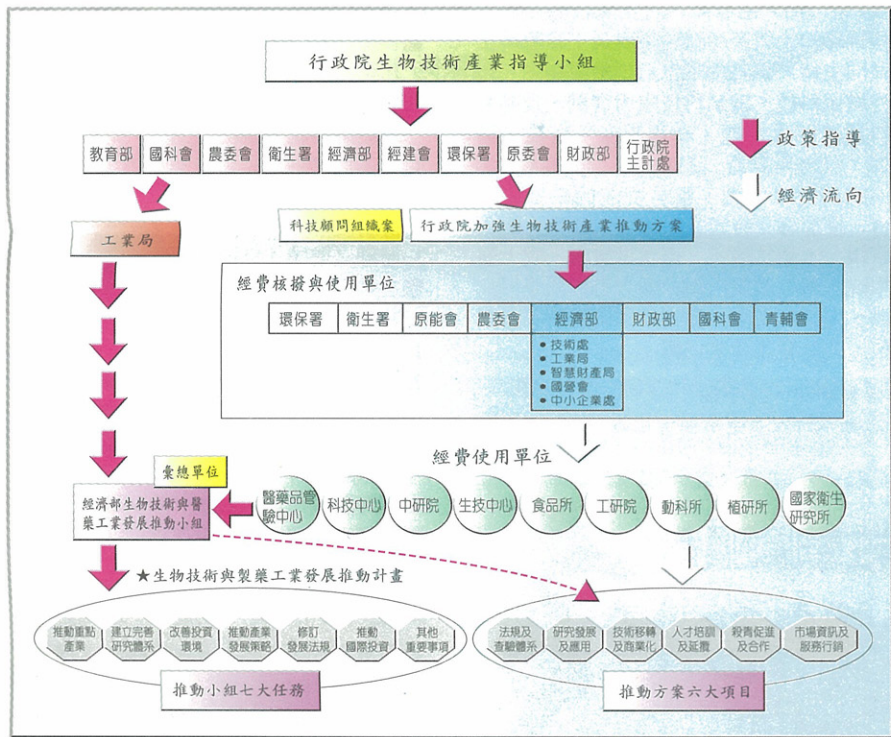 行政院生物技術產業指導小組
教育部
國科會
農委會
衛生署
經濟部
經建會
環保署
原委會
財政部
行政院
主計處
政策指導
經濟流向
工業局
科技顧問組織案
行政院加強生物技術產業推動方案
經費核撥與使用單位
環保署
衛生署
原能會
農委會
經濟部
財政部
國科會
青輔會
• 技術處
• 工業局
• 智慧財產局
• 國營會
• 中小企業處
經費使用單位
彙總單位
經濟部生物技術與醫
藥工業發展推動小組
醫藥品管
驗中心
科技中心
中研院
生技中心
食品所
工研院
動科所
植研所
國家衛生
研究所
★生物技術與製藥工業發展推動計畫
推動重點
產業
建立完善
研究體系
改善投資
環境
推動產業
發展策略
修訂
發展法規
推動
國際投資
其他
重要事項
推動小組七大任務
法規及
查驗體系
研究發展
及應用
技術移轉
及商業化
人才培訓
及延攬
殺青促進
及合作
市場資訊及
服務行銷
推動方案六大項目